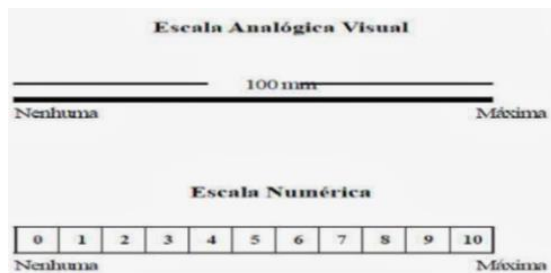 Escala Analógica Visual
100 mm
Nenhuma Máxima
Escala Numérica
0 1 2 3 4 5 6 7 8 9 10
Nenhuma Máxima